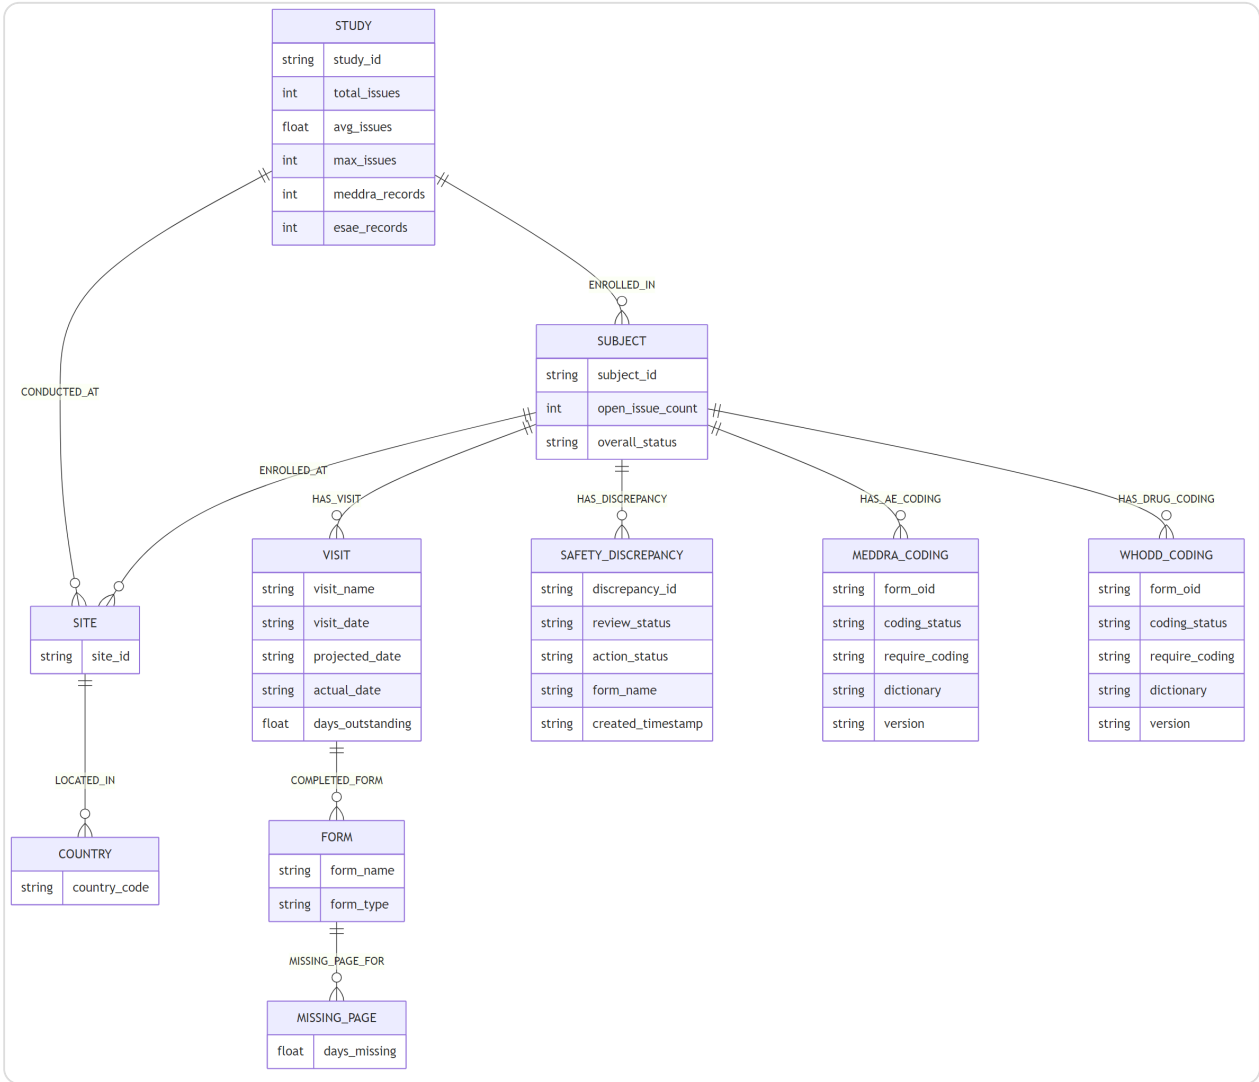 STUDY
string study_id
int total_issues
float avg_issues
int max_issues
int meddra_records
int esae_records
ENROLLED_IN
SUBJECT
string subject_id
int open_issue_count
string overall_status
CONDUCTED_AT
ENROLLED_AT
HAS_VISIT
HAS_DISCREPANCY
HAS_AE_CODING
HAS_DRUG_CODING
VISIT
string visit_name
string visit_date
string projected_date
string actual_date
float days_outstanding
SAFETY_DISCREPANCY
string discrepancy_id
string review_status
string action_status
string form_name
string created_timestamp
MEDDRA_CODING
string form_oid
string coding_status
string require_coding
string dictionary
string version
WHODD_CODING
string form_oid
string coding_status
string require_coding
string dictionary
string version
SITE
string site_id
LOCATED_IN
COUNTRY
string country_code
COMPLETED_FORM
FORM
string form_name
string form_type
MISSING_PAGE_FOR
MISSING_PAGE
float days_missing